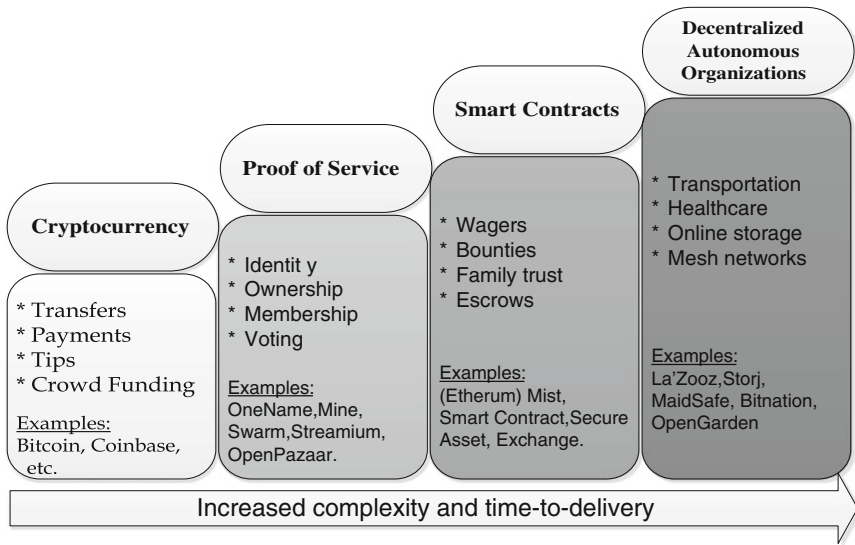 Cryptocurrency
* Transfers
* Payments
* Tips
* Crowd Funding
Examples:
Bitcoin, Coinbase,
etc.
Proof of Service
* Identit y
* Ownership
* Membership
* Voting
Examples:
OneName,Mine,
Swarm,Streamium,
OpenPazaar.
Smart Contracts
* Wagers
* Bounties
* Family trust
* Escrows
Examples:
(Etherum) Mist,
Smart Contract,Secure
Asset, Exchange.
Decentralized
Autonomous
Organizations
* Transportation
* Healthcare
* Online storage
* Mesh networks
Examples:
La'Zooz,Storj,
MaidSafe, Bitnation,
OpenGarden
Increased complexity and time-to-delivery